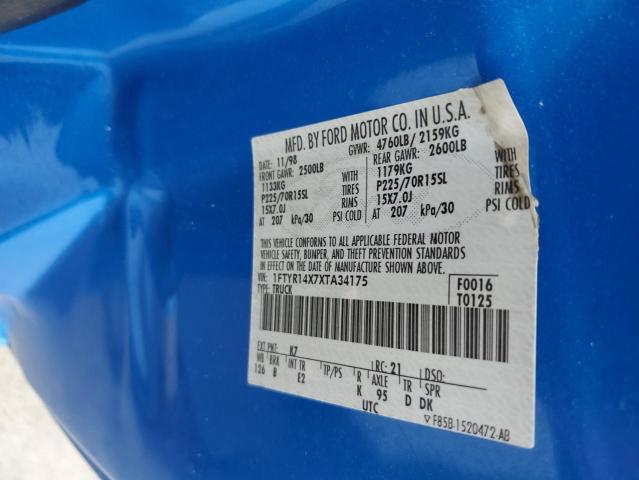 MFD. BY FORD MOTOR CO. IN U.S.A.
DATE: 11/98 GVWR: 4760LB/ 2159KG
FRONT GAWR: 2500LB REAR GAWR: 2600LB
1133KG WITH 1179KG WITH
P225/70R15SL TIRES P225/70R15SL TIRES
15X7.0J RIMS 15X7.0J RIMS
AT 207 kPa/30 PSI COLD AT 207 kPa/30 PSI COLD
THIS VEHICLE CONFORMS TO ALL APPLICABLE FEDERAL MOTOR
VEHICLE SAFETY, BUMPER, AND THEFT PREVENTION STANDARDS
IN EFFECT ON THE DATE OF MANUFACTURE SHOWN ABOVE.
VIN: 1FTYR14X7XTA34175 F0016
TYPE: TRUCK T0125
EXT PNT: K7 RC: 21 DSO:
WB BRK INT TR TP/PS R AXLE TR SPR
126 B E2 K 95 D DK
UTC
▽ F85B-1520472-AB